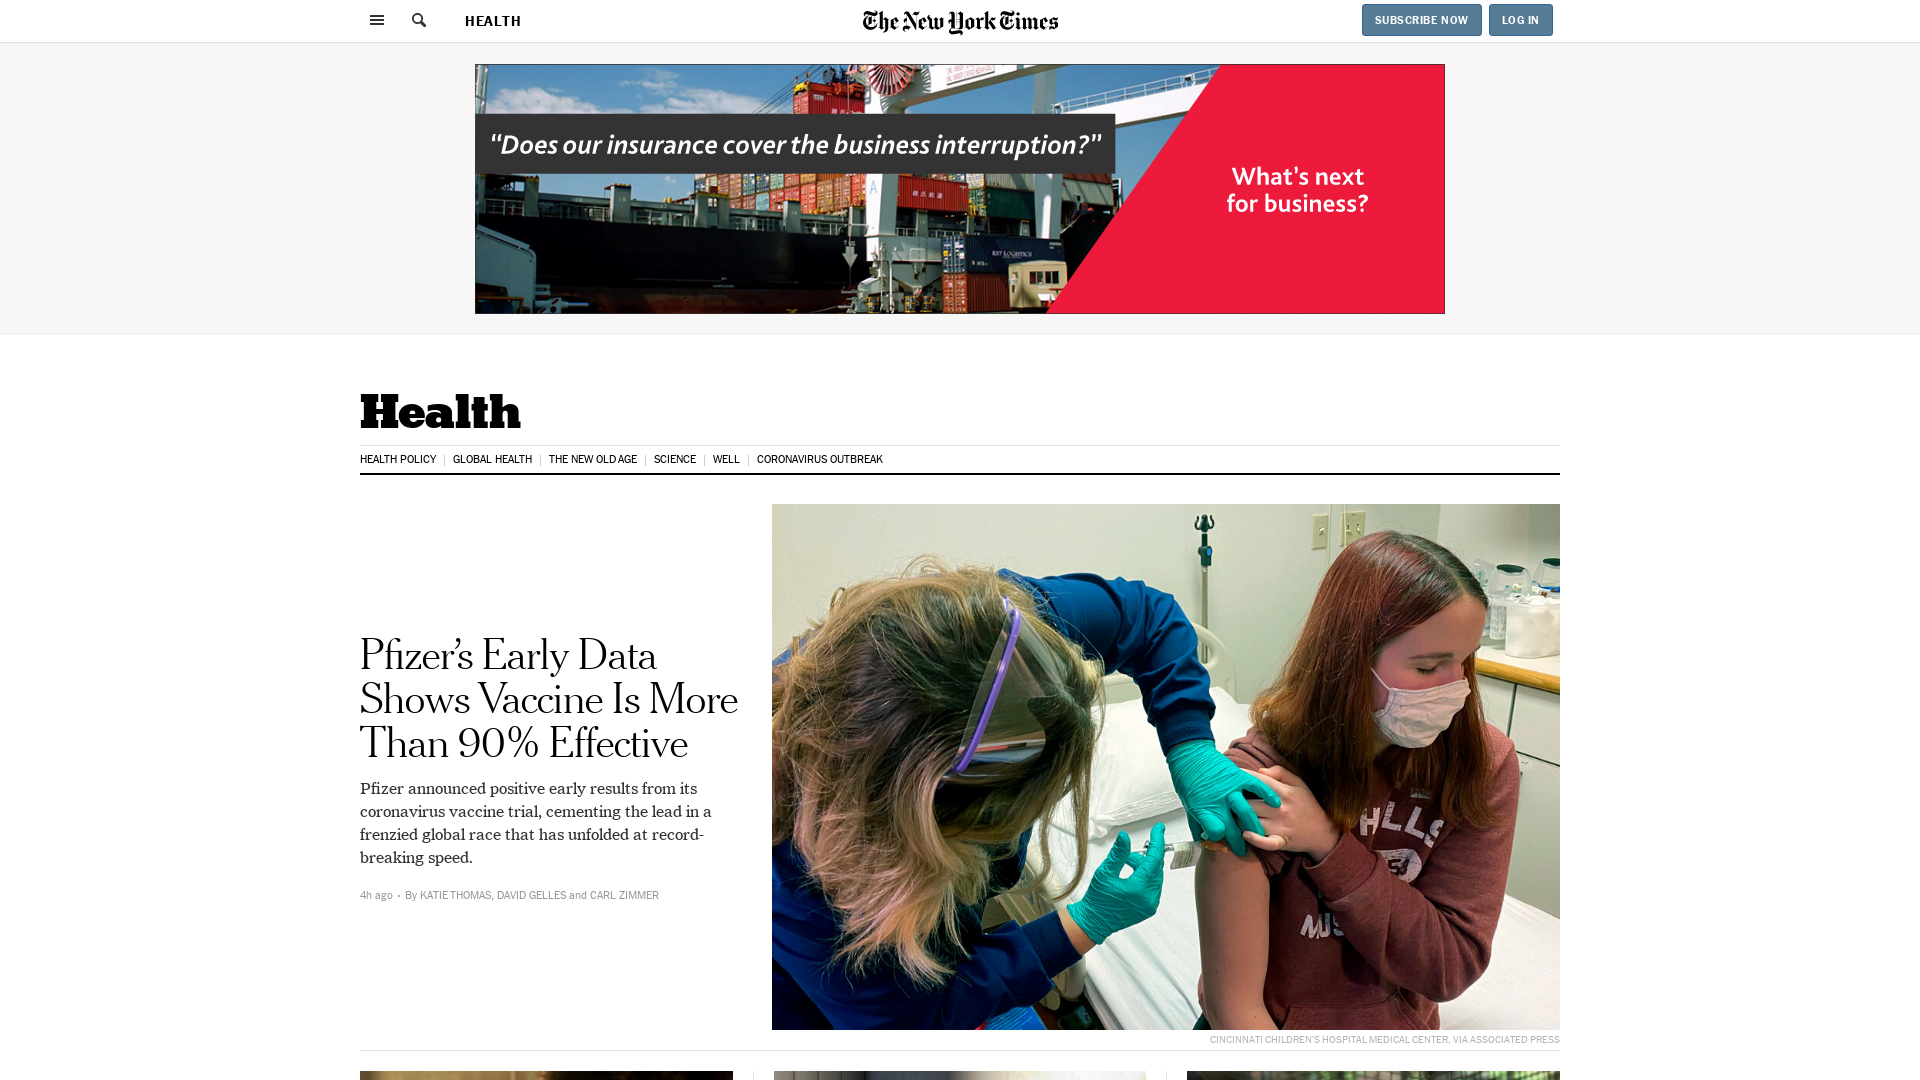 HEALTH
The New York Times
SUBSCRIBE NOW
LOG IN
“Does our insurance cover the business interruption?”
What’s next
for business?
Health
HEALTH POLICY
GLOBAL HEALTH
THE NEW OLD AGE
SCIENCE
WELL
CORONAVIRUS OUTBREAK
Pfizer’s Early Data
Shows Vaccine Is More
Than 90% Effective
Pfizer announced positive early results from its
coronavirus vaccine trial, cementing the lead in a
frenzied global race that has unfolded at record-
breaking speed.
4h ago • By KATIE THOMAS, DAVID GELLES and CARL ZIMMER
CINCINNATI CHILDREN’S HOSPITAL MEDICAL CENTER, VIA ASSOCIATED PRESS